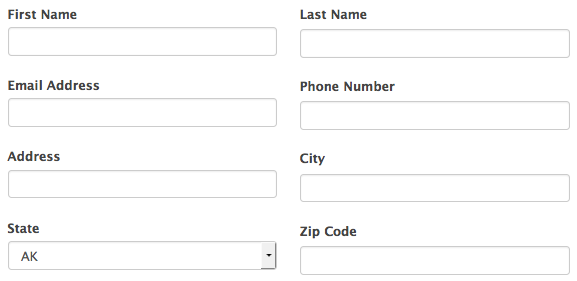 First Name
Last Name
Email Address
Phone Number
Address
City
State
Zip Code
AK